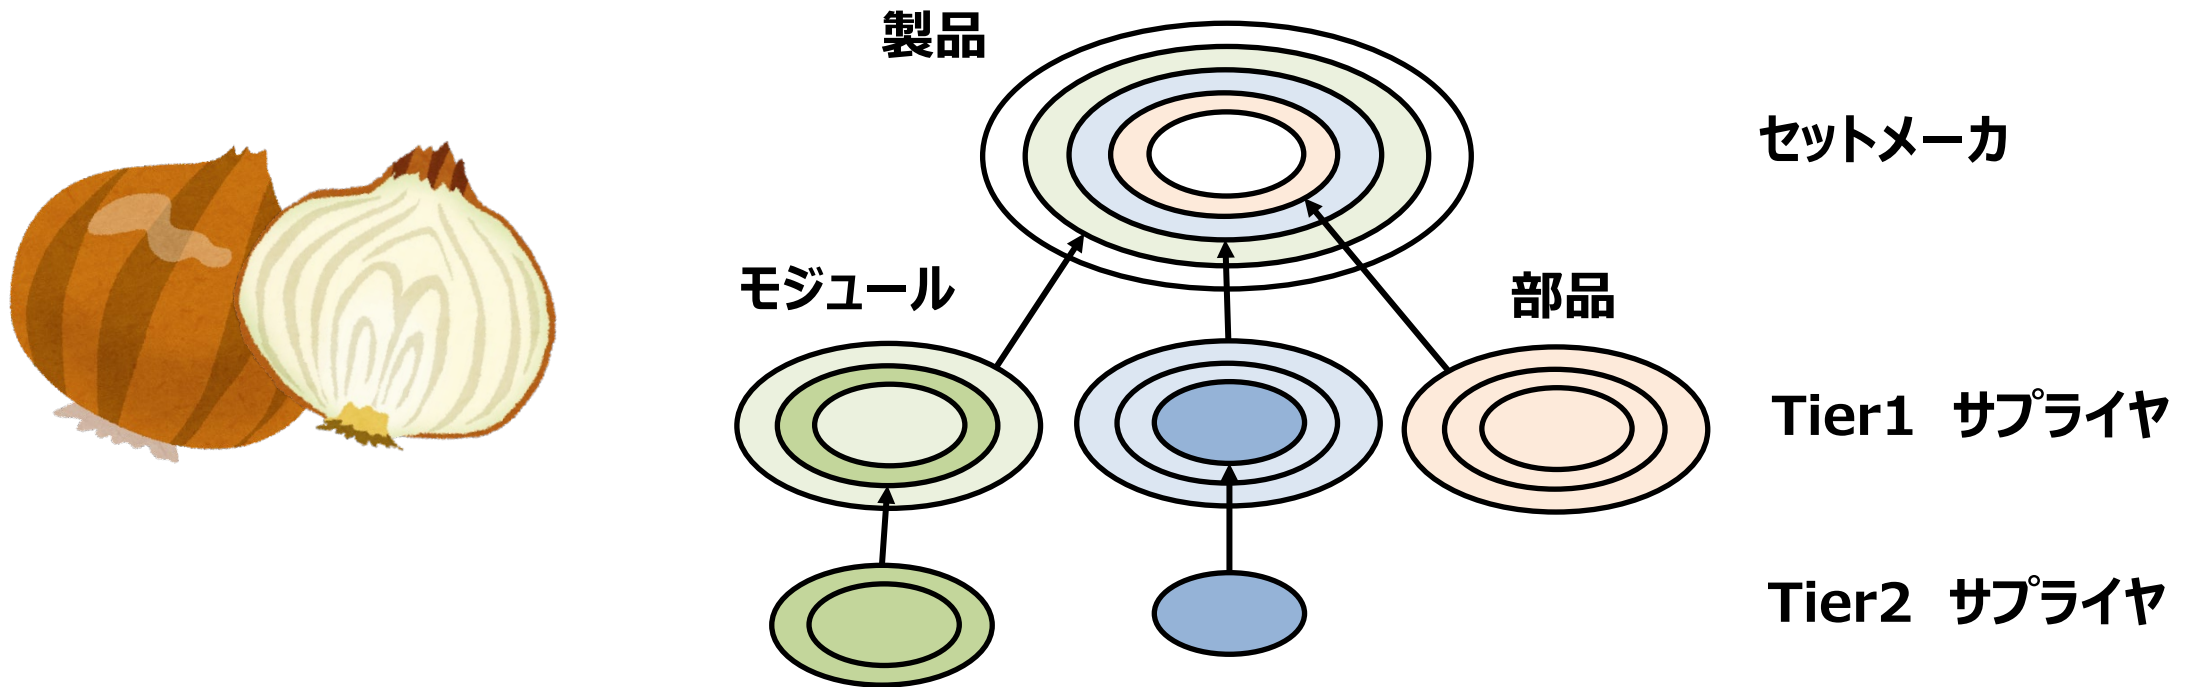 製品
セットメーカ
モジュール
部品
Tier1 サプライヤ
Tier2 サプライヤ